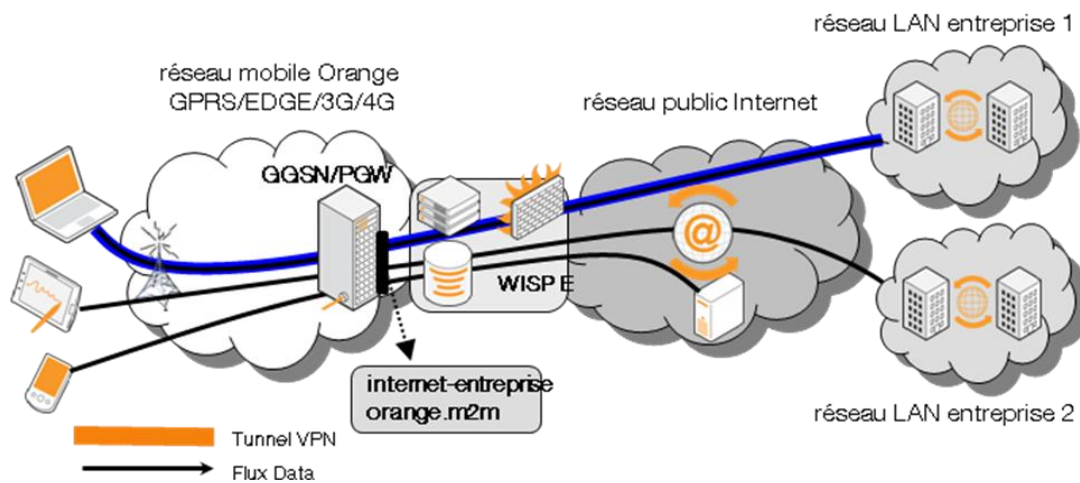 réseau LAN entreprise 1
réseau mobile Orange
GPRS/EDGE/3G/4G
réseau public Internet
GGSN/PGW
@
WISP E
internet-entreprise
orange.m2m
réseau LAN entreprise 2
Tunnel VPN
Flux Data